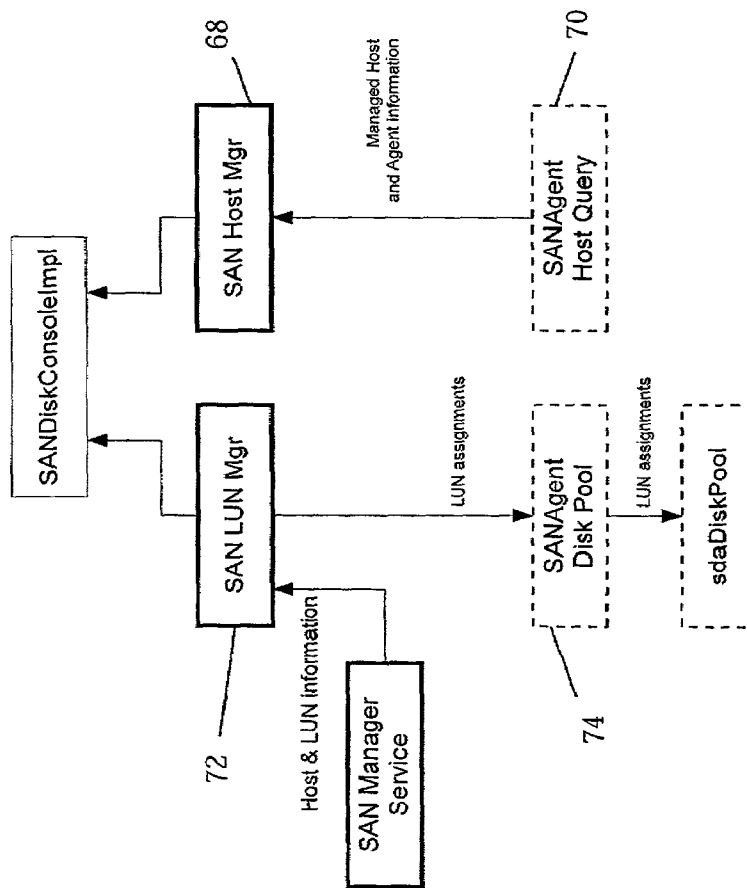 SANDiskConsoleImpl
72
SAN LUN Mgr
SAN Host Mgr
68
Host & LUN information
SAN Manager
Service
LUN assignments
Managed Host
and Agent information
74
SANAgent
Disk Pool
SANAgent
Host Query
70
LUN assignments
sdaDiskPool